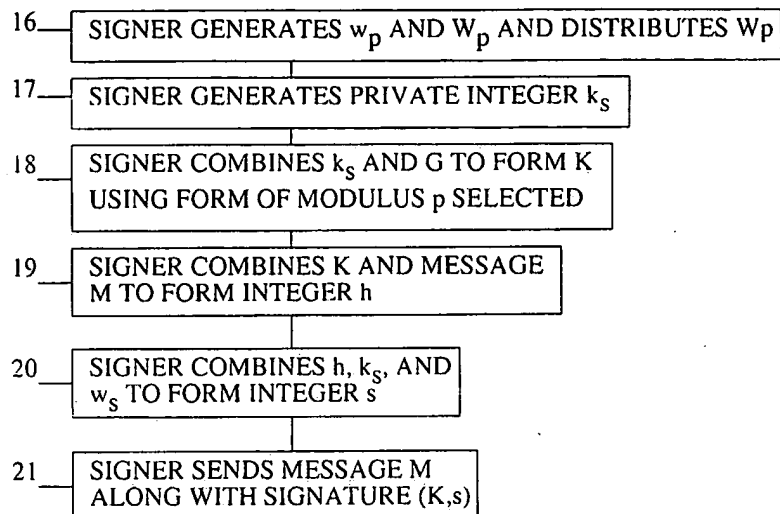 16 SIGNER GENERATES wp AND Wp AND DISTRIBUTES Wp
17 SIGNER GENERATES PRIVATE INTEGER ks
18 SIGNER COMBINES ks AND G TO FORM K
USING FORM OF MODULUS p SELECTED
19 SIGNER COMBINES K AND MESSAGE
M TO FORM INTEGER h
20 SIGNER COMBINES h, ks, AND
ws TO FORM INTEGER s
21 SIGNER SENDS MESSAGE M
ALONG WITH SIGNATURE (K,s)